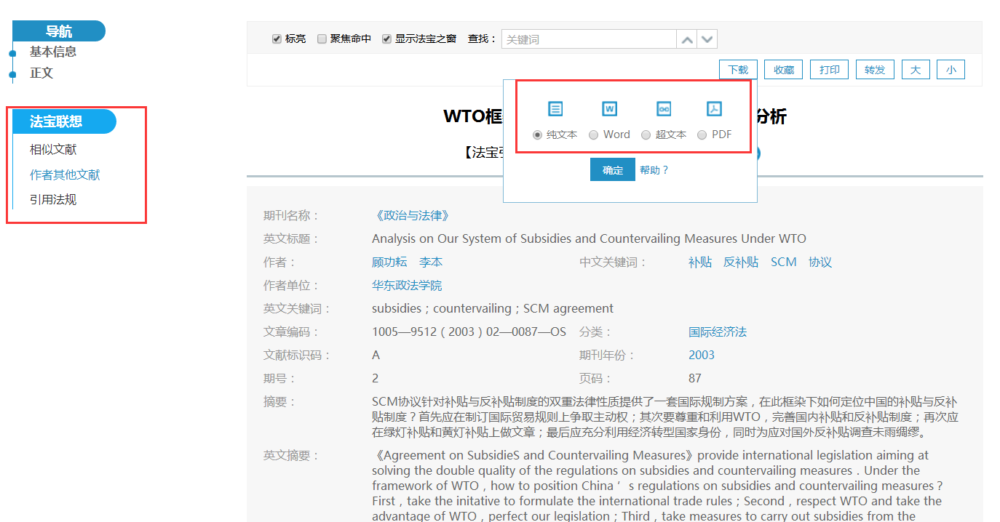 导航
基本信息
正文
法宝联想
相似文献
作者其他文献
引用法规
标亮 聚焦命中 显示法宝之窗 查找： 关键词
下载 收藏 打印 转发 大 小
WTO框 分析
【法宝引
纯文本 Word 超文本 PDF
确定 帮助？
期刊名称： 《政治与法律》
英文标题： Analysis on Our System of Subsidies and Countervailing Measures Under WTO
作者： 顾功耘 李本 中文关键词： 补贴 反补贴 SCM 协议
作者单位： 华东政法学院
英文关键词： subsidies；countervailing；SCM agreement
文章编码： 1005—9512（2003）02—0087—OS 分类： 国际经济法
文献标识码： A 期刊年份： 2003
期号： 2 页码： 87
摘要： SCM协议针对补贴与反补贴制度的双重法律性质提供了一套国际规制方案，在此框染下如何定位中国的补贴与反补
贴制度？首先应在制订国际贸易规则上争取主动权；其次要尊重和利用WTO，完善国内补贴和反补贴制度；再次应
在绿灯补贴和黄灯补贴上做文章；最后应充分利用经济转型国家身份，同时为应对国外反补贴调查未雨绸缪。
英文摘要： 《Agreement on SubsidieS and Countervailing Measures》provide international legislation aiming at
solving the double quality of the regulations on subsidies and countervailing measures．Under the
framework of WTO，how to position China＇s regulations on subsidies and countervailing measures？
First，take the initative to formulate the international trade rules；Second，respect WTO and take the
advantage of WTO，perfect our legislation；Third，take measures to carry out subsidies from the